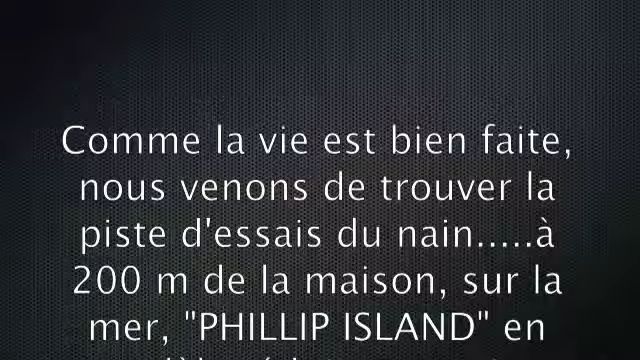 Comme la vie est bien faite,
nous venons de trouver la
piste d'essais du nain.....à
200 m de la maison, sur la
mer, "PHILLIP ISLAND" en